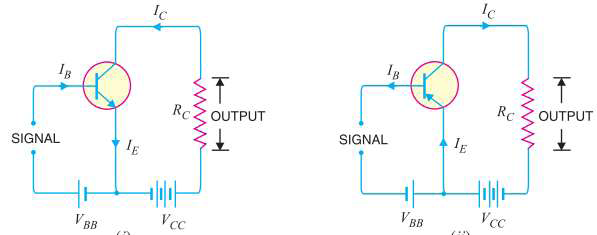 I_C
I_B
R_C
OUTPUT
SIGNAL
I_E
V_BB
V_CC
I_C
I_B
R_C
OUTPUT
SIGNAL
I_E
V_BB
V_CC